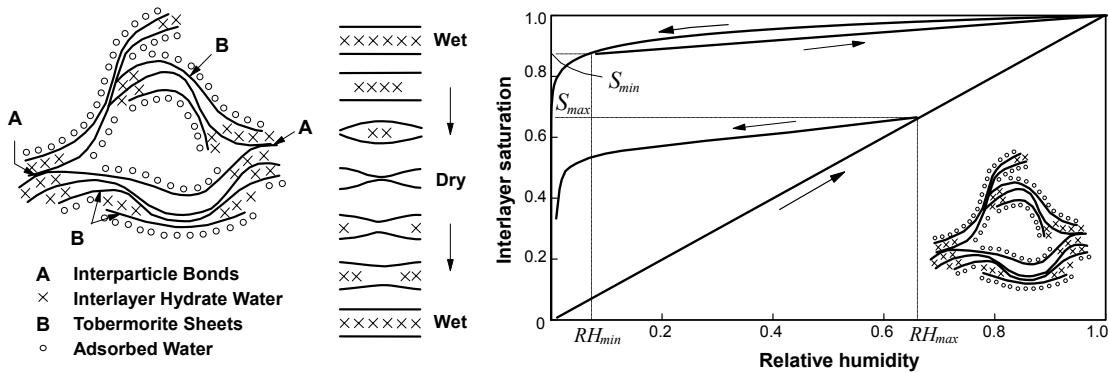 A
B
A
B
A Interparticle Bonds
× Interlayer Hydrate Water
B Tobermorite Sheets
○ Adsorbed Water
Wet
Dry
Wet
Interlayer saturation
1.0
0.8
0.6
0.4
0.2
0
S_min
S_max
RH_min
0.2
0.4
0.6
RH_max
0.8
1.0
Relative humidity